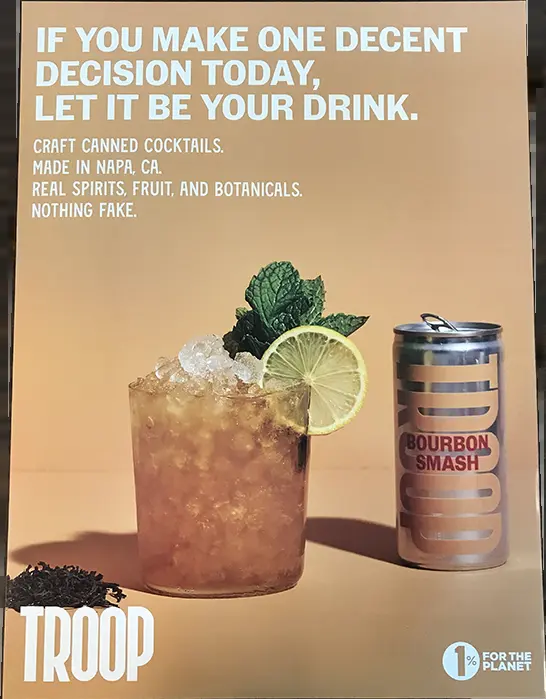 IF YOU MAKE ONE DECENT
DECISION TODAY,
LET IT BE YOUR DRINK.
CRAFT CANNED COCKTAILS.
MADE IN NAPA, CA.
REAL SPIRITS, FRUIT, AND BOTANICALS.
NOTHING FAKE.
TROOP
BOURBON
SMASH
TROOP
1% FOR THE
PLANET